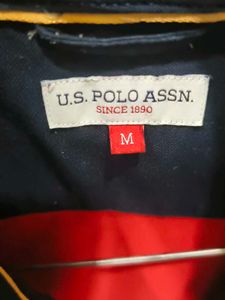 U.S. POLO ASSN.
SINCE 1890
M